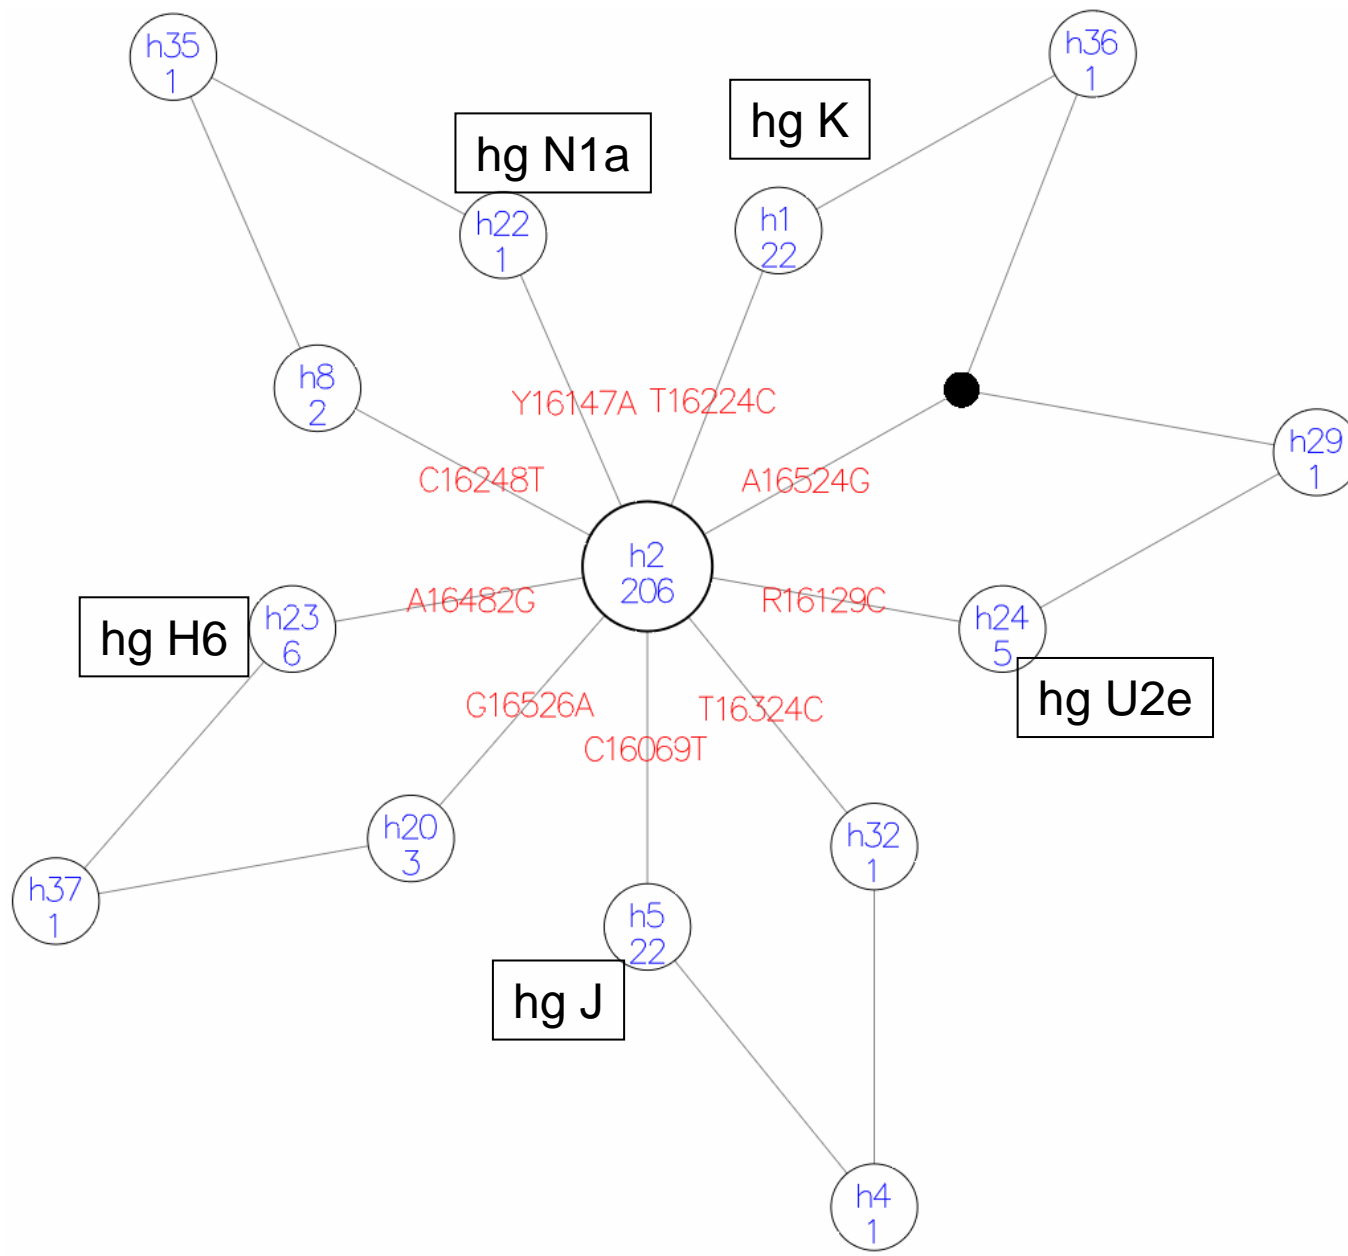 h35
1
h36
1
hg K
hg N1a
h22
1
h1
22
h8
2
Y16147A
T16224C
C16248T
A16524G
h29
1
h2
206
A16482G
R16129C
hg H6
h23
6
h24
5
hg U2e
G16526A
T16324C
C16069T
h20
3
h32
1
h37
1
h5
22
hg J
h4
1